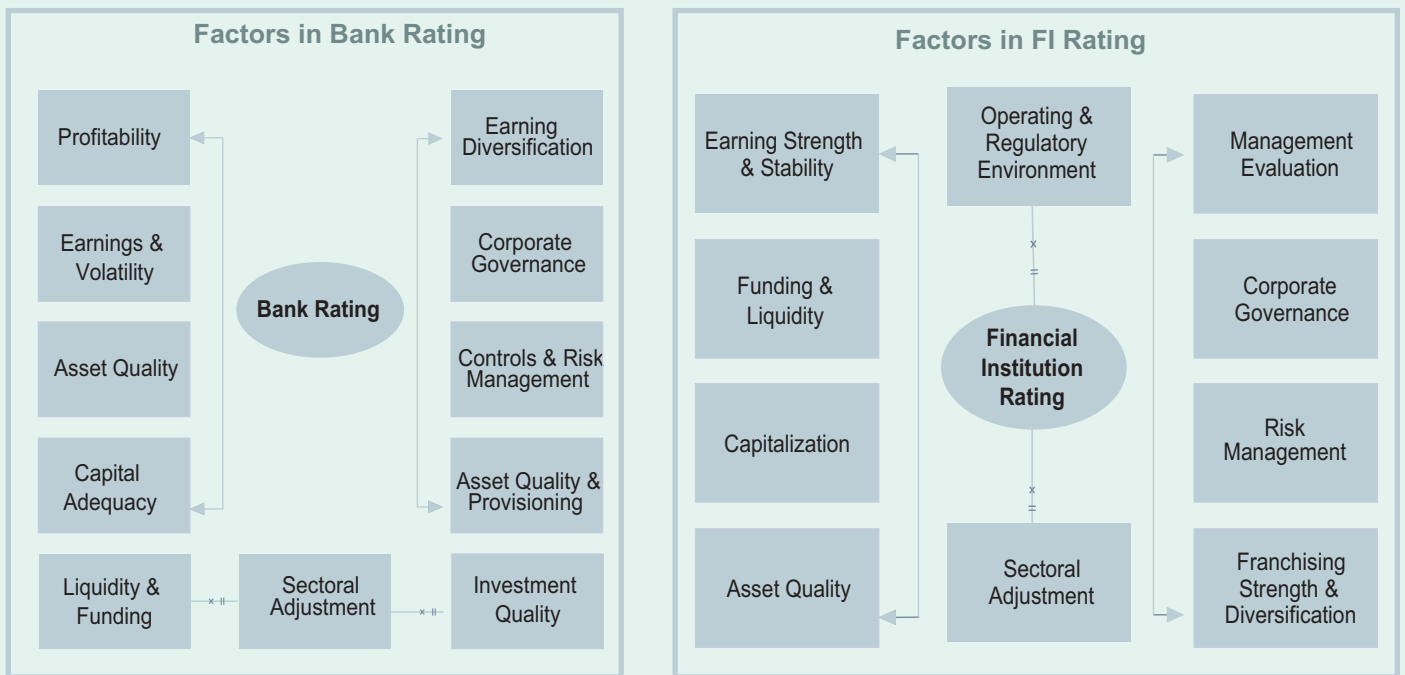 Factors in Bank Rating
Profitability
Earnings &
Volatility
Asset Quality
Capital
Adequacy
Liquidity &
Funding
Bank Rating
Sectoral
Adjustment
Earning
Diversification
Corporate
Governance
Controls & Risk
Management
Asset Quality &
Provisioning
Investment
Quality
Factors in FI Rating
Earning Strength
& Stability
Funding &
Liquidity
Capitalization
Asset Quality
Operating &
Regulatory
Environment
Financial
Institution
Rating
Sectoral
Adjustment
Management
Evaluation
Corporate
Governance
Risk
Management
Franchising
Strength &
Diversification